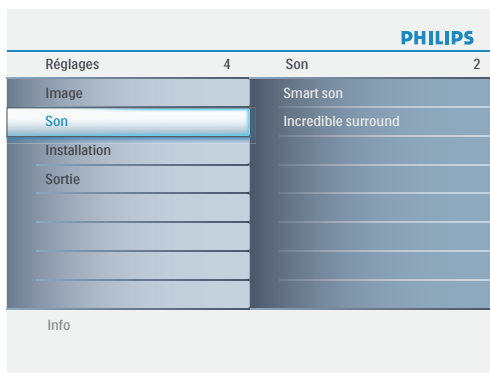 PHILIPS
Réglages 4 Son 2
Image Smart son
Son Incredible surround
Installation
Sortie
Info